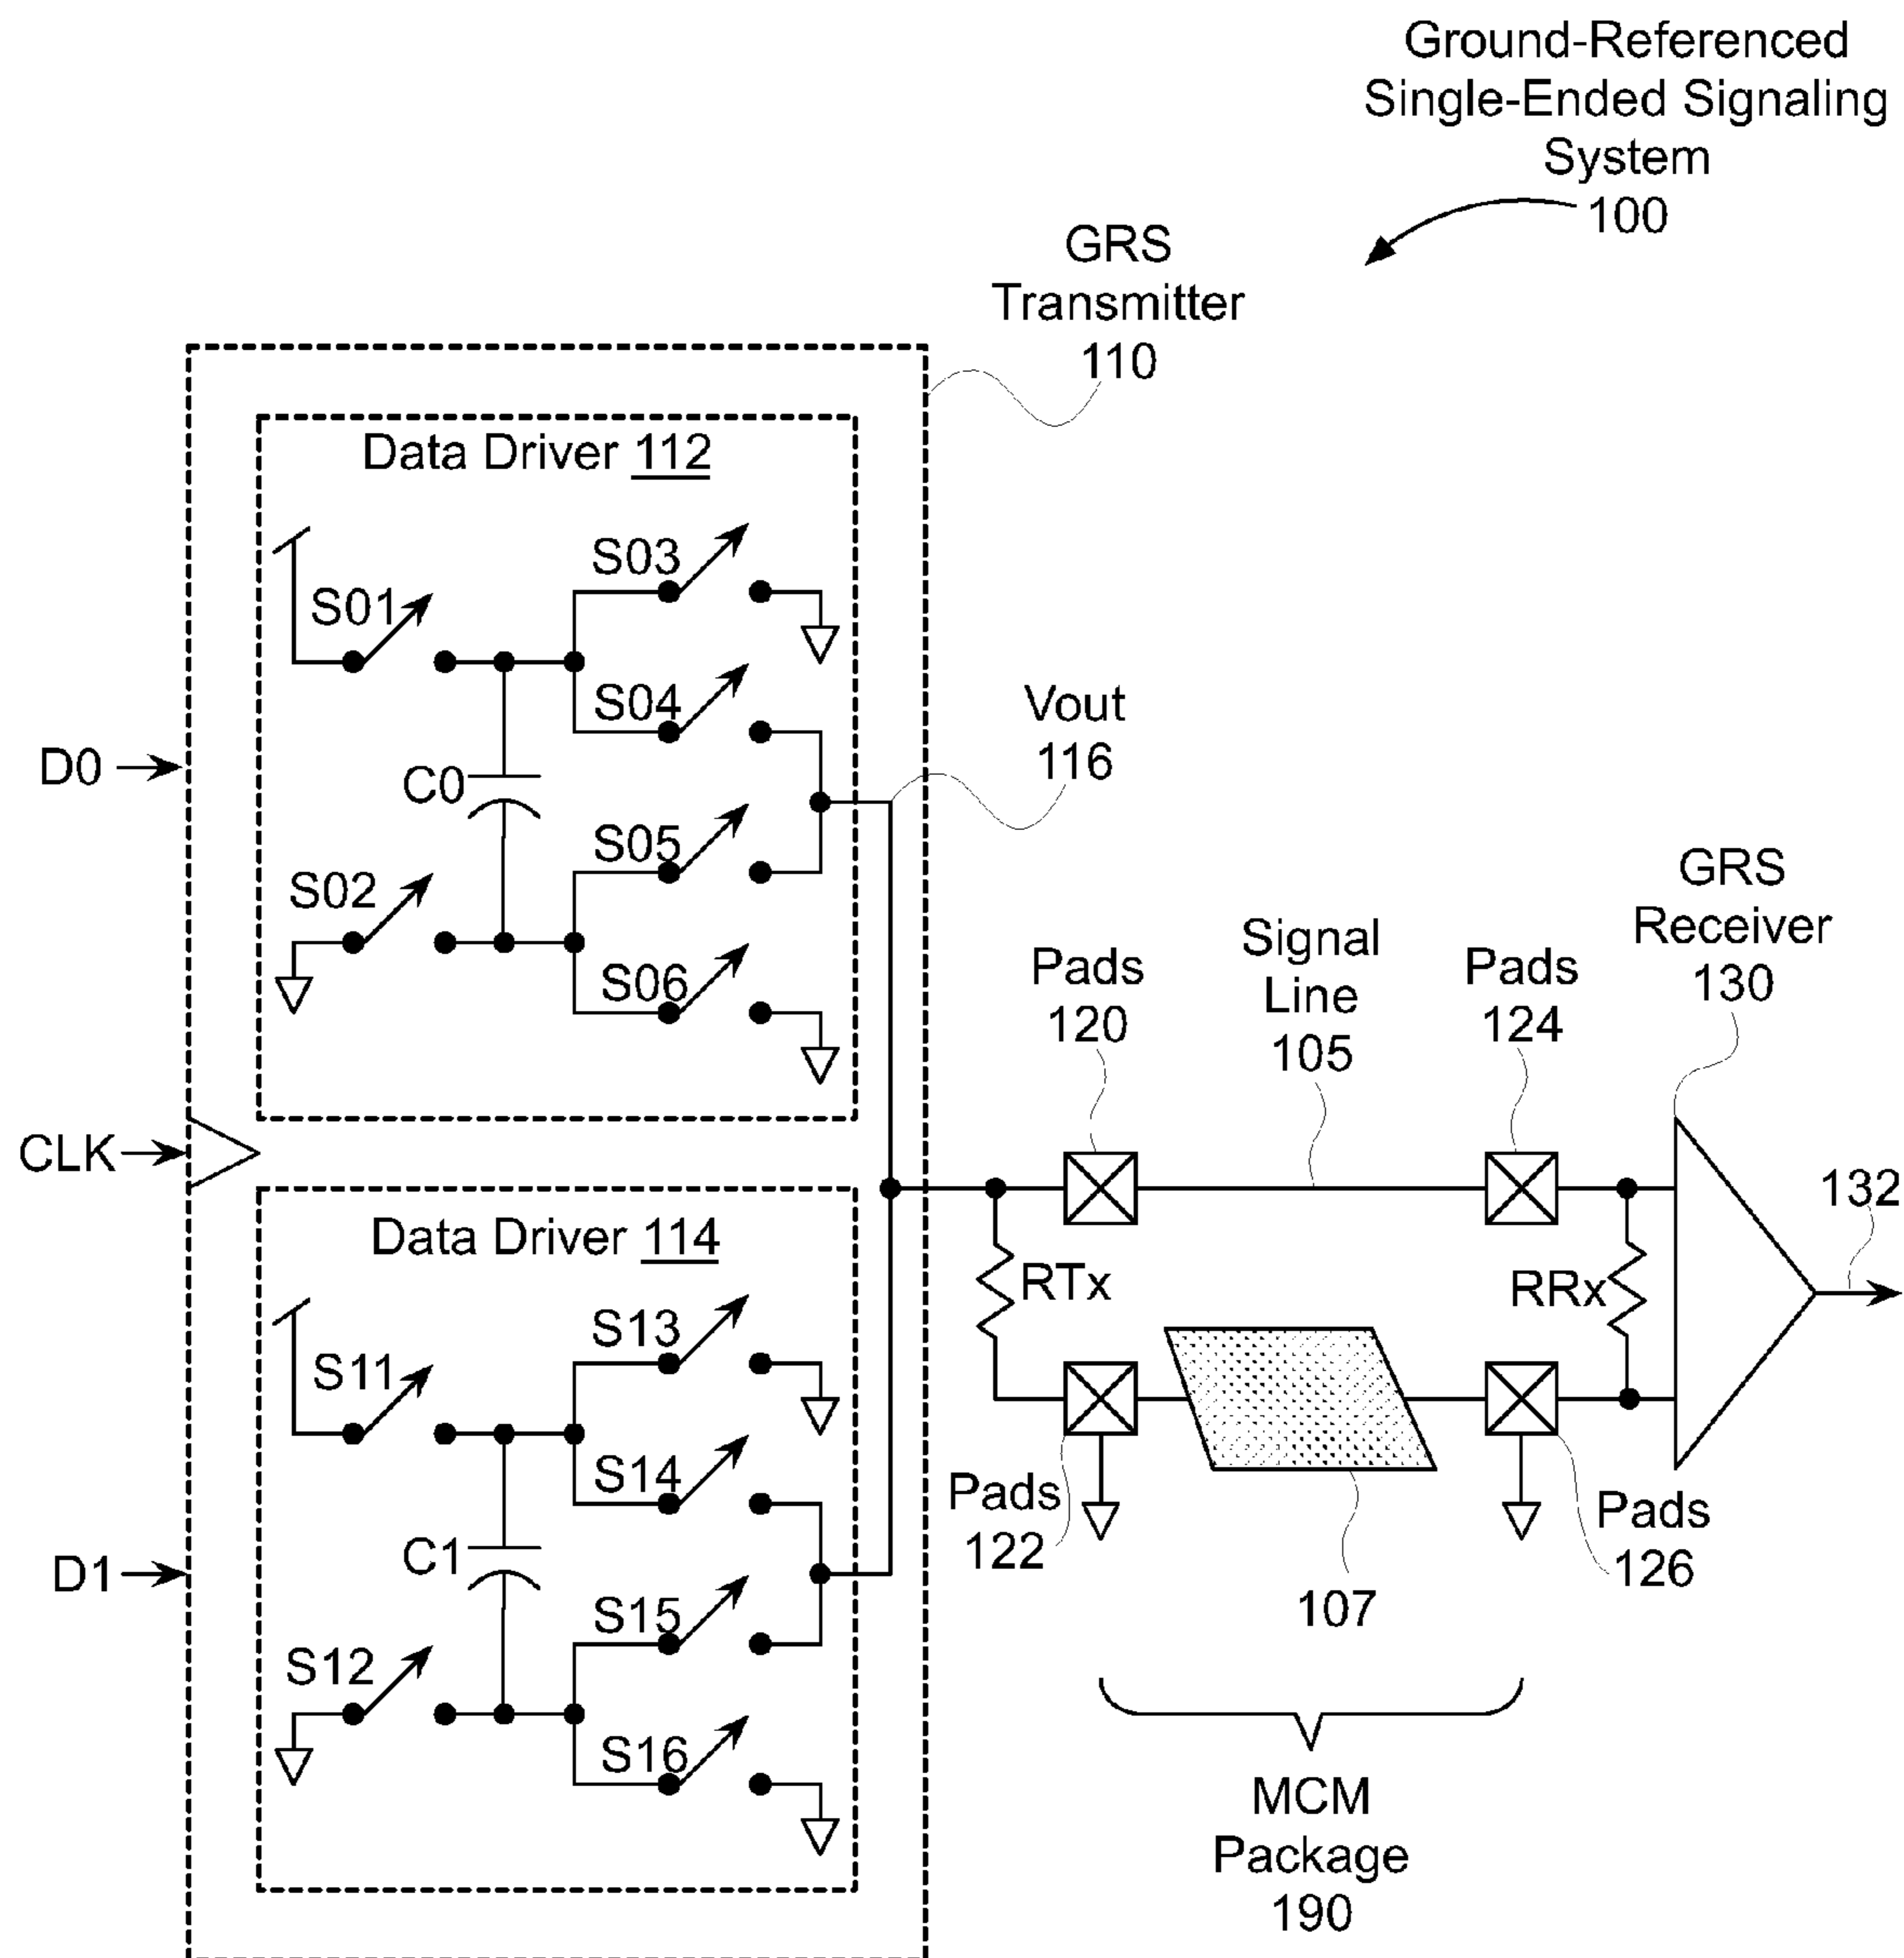 Ground-Referenced
Single-Ended Signaling
System
100
GRS
Transmitter
110
Data Driver 112
S01
S03
S04
C0
S05
S02
S06
D0
Vout
116
CLK
Data Driver 114
S11
S13
S14
C1
S15
S12
S16
D1
Pads
120
Signal
Line
105
Pads
124
GRS
Receiver
130
132
RTx
RRx
Pads
122
107
Pads
126
MCM
Package
190